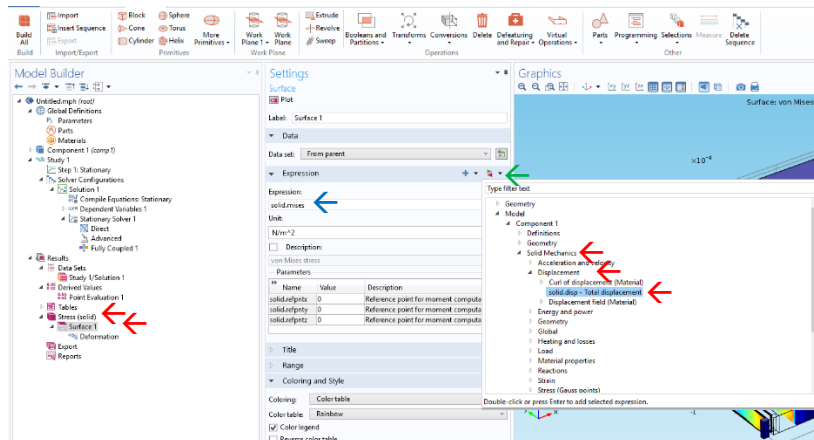 Import
Insert Sequence
Export
Build All
Build
Import/Export
Block
Cone
Cylinder
Sphere
Torus
Helix
More Primitives
Primitives
Work Plane 1
Work Plane
Work Plane
Extrude
Revolve
Sweep
Booleans and Partitions
Transforms
Conversions
Delete
Defeaturing and Repair
Virtual Operations
Operations
Parts
Programming
Selections
Measure
Delete Sequence
Other
Model Builder
Untitled.mph (root)
Global Definitions
Pi Parameters
Parts
Materials
Component 1 (comp1)
Study 1
Step 1: Stationary
Solver Configurations
Solution 1
Compile Equations: Stationary
Dependent Variables 1
Stationary Solver 1
Direct
Advanced
Fully Coupled 1
Results
Data Sets
Study 1/Solution 1
Derived Values
Point Evaluation 1
Tables
Stress (solid)
Surface 1
Deformation
Export
Reports
Settings
Surface
Plot
Label: Surface 1
Data
Data set: From parent
Expression
Expression:
solid.mises
Unit:
N/m^2
Description:
von Mises stress
Parameters
Name Value Description
solid.refpntx 0 Reference point for moment computa
solid.refpnty 0 Reference point for moment computa
solid.refpntz 0 Reference point for moment computa
Title
Range
Coloring and Style
Coloring: Color table
Color table: Rainbow
Color legend
Reverse color table
Graphics
Surface: von Mises
×10⁻⁴
Type filter text
Geometry
Model
Component 1
Definitions
Geometry
Solid Mechanics
Acceleration and velocity
Displacement
Curl of displacement (Material)
solid.disp - Total displacement
Displacement field (Material)
Energy and power
Geometry
Global
Heating and losses
Load
Material properties
Reactions
Strain
Stress (Gauss points)
Double-click or press Enter to add selected expression.
x
-1